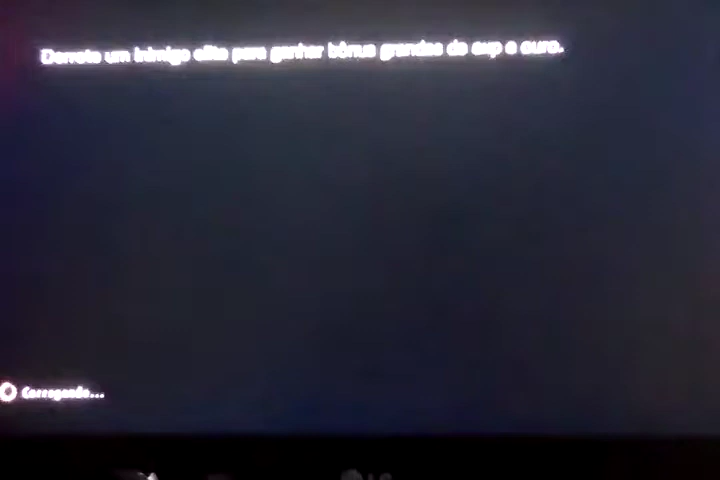 Derrote um inimigo elite para ganhar bônus grandes de exp e ouro.
Carregando...